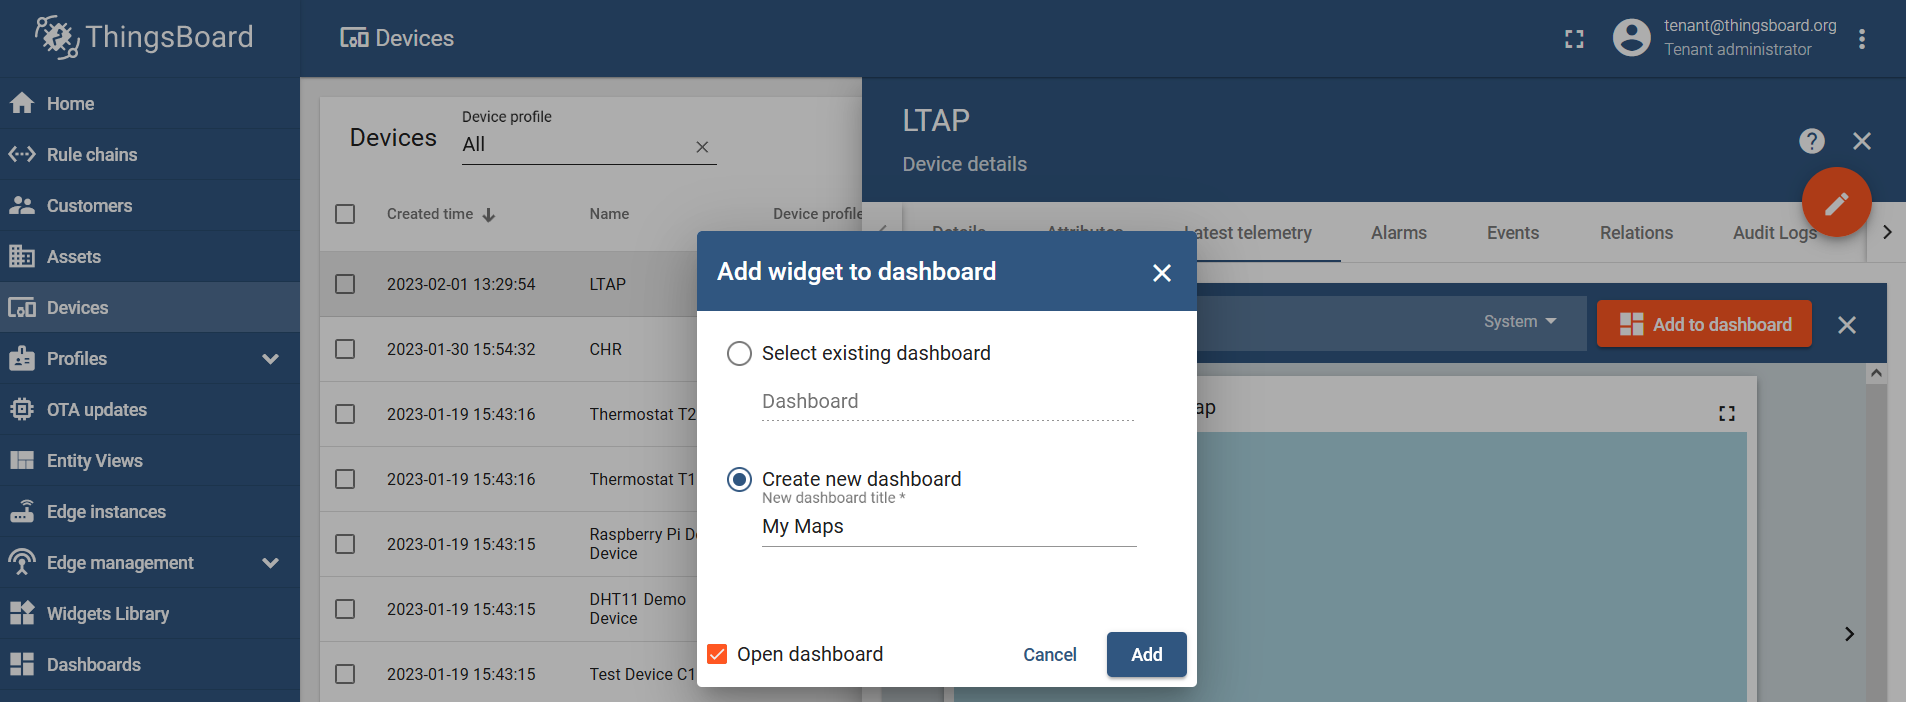 ThingsBoard
Devices
tenant@thingsboard.org
Tenant administrator
Home
Rule chains
Customers
Assets
Devices
Profiles
OTA updates
Entity Views
Edge instances
Edge management
Widgets Library
Dashboards
Devices
Device profile
All
Created time
Name
Device profile
2023-02-01 13:29:54
LTAP
2023-01-30 15:54:32
CHR
2023-01-19 15:43:16
Thermostat T2
2023-01-19 15:43:16
Thermostat T1
2023-01-19 15:43:15
Raspberry Pi De
Device
2023-01-19 15:43:15
DHT11 Demo
Device
2023-01-19 15:43:15
Test Device C1
LTAP
Device details
Details
Attributes
Latest telemetry
Alarms
Events
Relations
Audit Logs
System
Add to dashboard
ap
Add widget to dashboard
Select existing dashboard
Dashboard
Create new dashboard
New dashboard title *
My Maps
Open dashboard
Cancel
Add